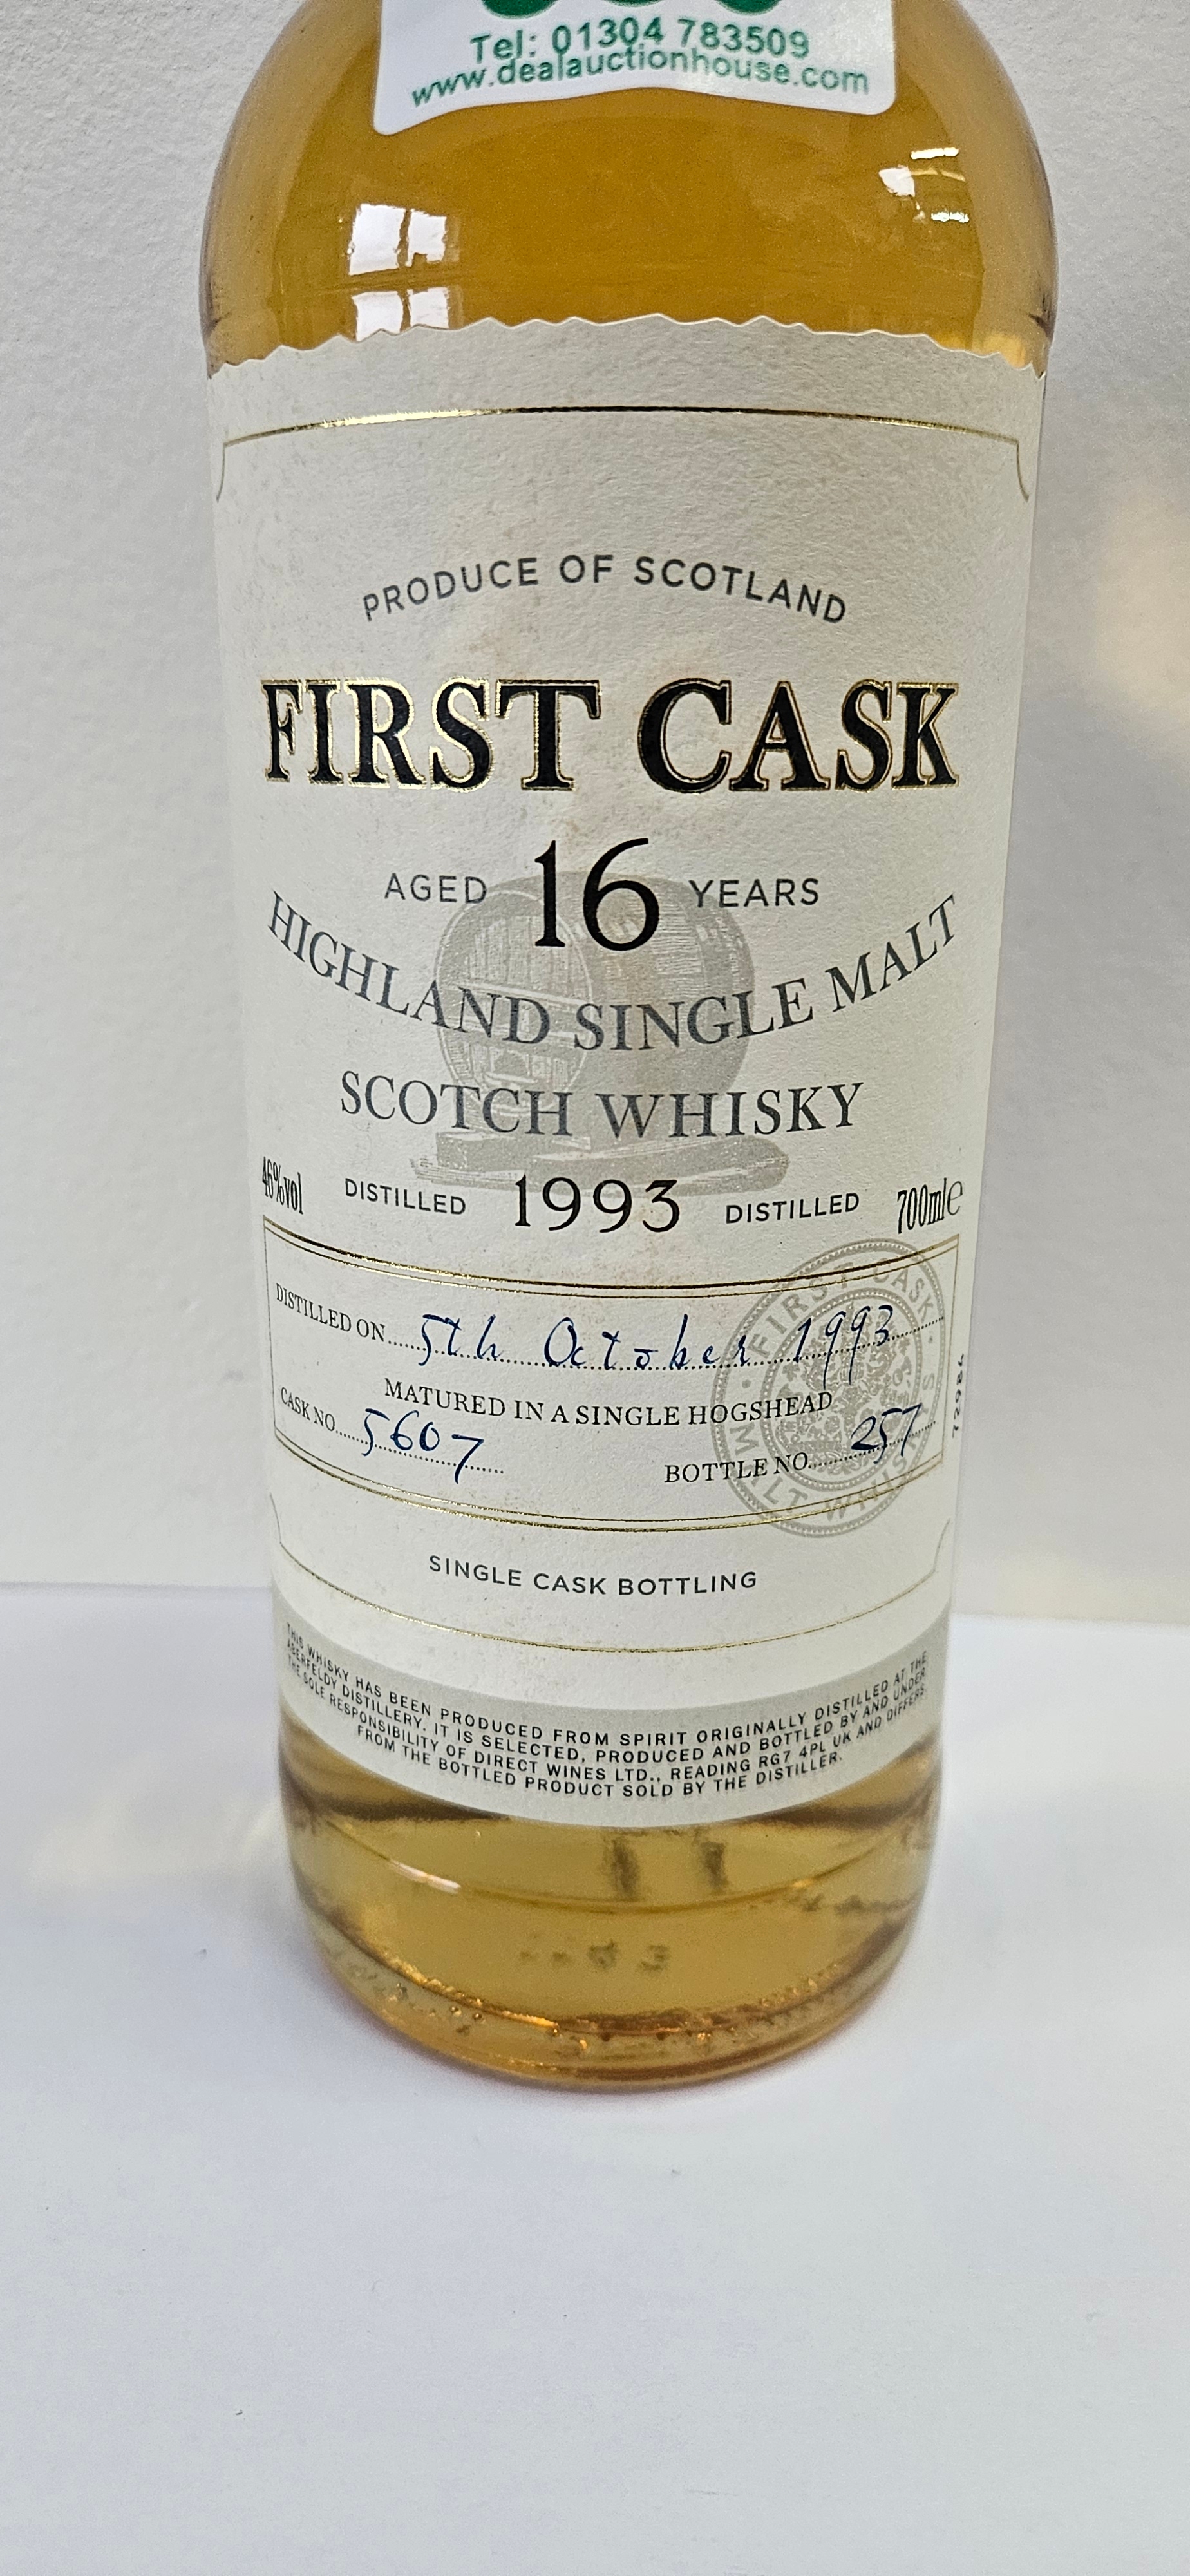 Tel: 01304 783509
www.dealauctionhouse.com
PRODUCE OF SCOTLAND
FIRST CASK
AGED 16 YEARS
HIGHLAND SINGLE MALT
SCOTCH WHISKY
46%vol DISTILLED 1993 DISTILLED 700ml e
DISTILLED ON 5th October 1993
MATURED IN A SINGLE HOGSHEAD
CASK NO. 5607
BOTTLE NO. 257
FIRST CASK
MALT WHISKIES
SINGLE CASK BOTTLING
THIS WHISKY HAS BEEN PRODUCED FROM SPIRIT ORIGINALLY DISTILLED AT THE
ABERFELDY DISTILLERY. IT IS SELECTED, PRODUCED AND BOTTLED BY AND UNDER
THE SOLE RESPONSIBILITY OF DIRECT WINES LTD., READING RG7 4PL UK AND DIFFERS
FROM THE BOTTLED PRODUCT SOLD BY THE DISTILLER.